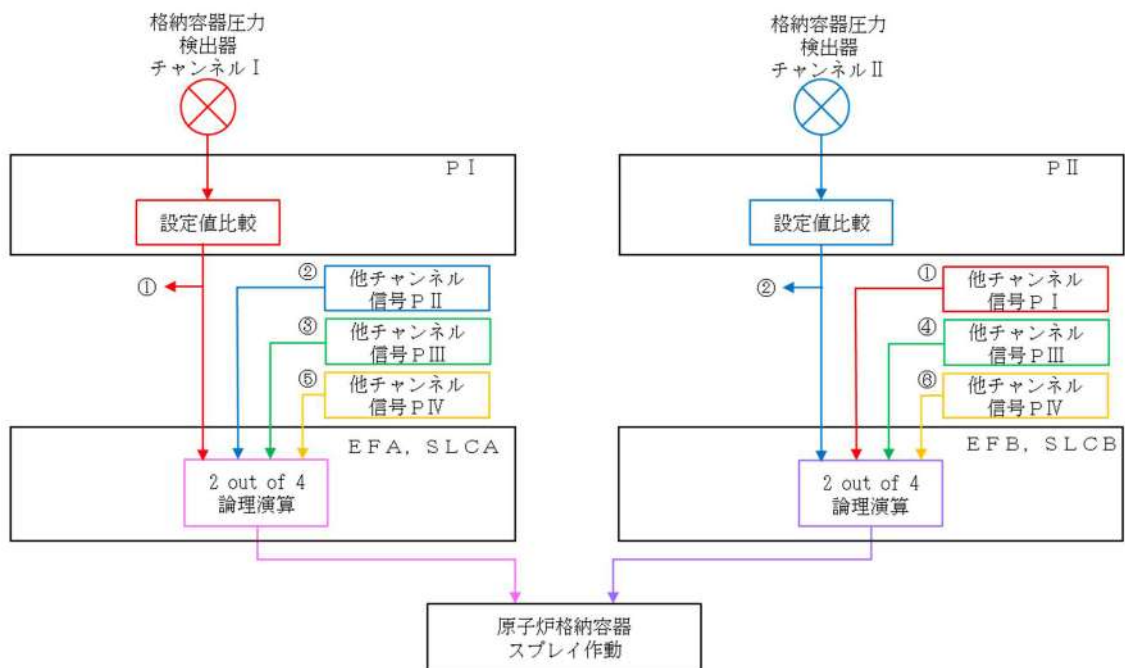 格納容器圧力
検出器
チャンネルⅠ
格納容器圧力
検出器
チャンネルⅡ
PⅠ
PⅡ
設定値比較
設定値比較
①
②
他チャンネル
信号PⅡ
③
他チャンネル
信号PⅢ
⑤
他チャンネル
信号PⅣ
②
①
他チャンネル
信号PⅠ
④
他チャンネル
信号PⅢ
⑥
他チャンネル
信号PⅣ
EFA, SLCA
EFB, SLCB
2 out of 4
論理演算
2 out of 4
論理演算
原子炉格納容器
スプレイ作動